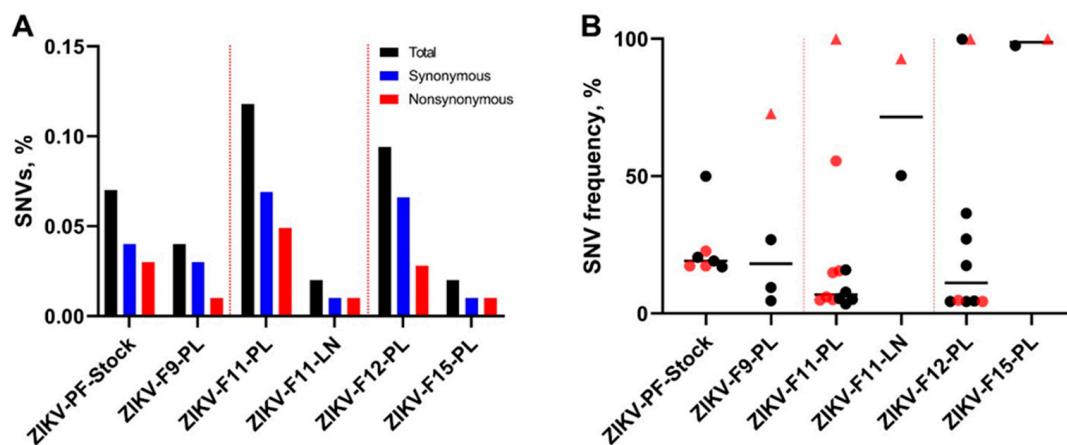 A
SNVs, %
0.15
0.10
0.05
0.00
Total
Synonymous
Nonsynonymous
ZIKV-PF-Stock
ZIKV-F9-PL
ZIKV-F11-PL
ZIKV-F11-LN
ZIKV-F12-PL
ZIKV-F15-PL
B
SNV frequency, %
100
50
0
ZIKV-PF-Stock
ZIKV-F9-PL
ZIKV-F11-PL
ZIKV-F11-LN
ZIKV-F12-PL
ZIKV-F15-PL